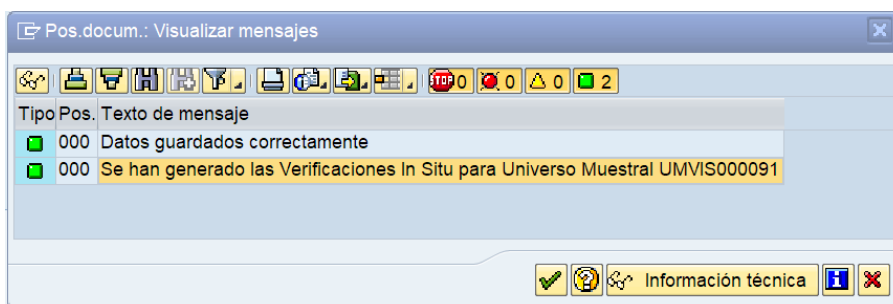 Pos.docum.: Visualizar mensajes
STOP 0 0 0 2
Tipo Pos. Texto de mensaje
000 Datos guardados correctamente
000 Se han generado las Verificaciones In Situ para Universo Muestral UMVIS000091
Información técnica